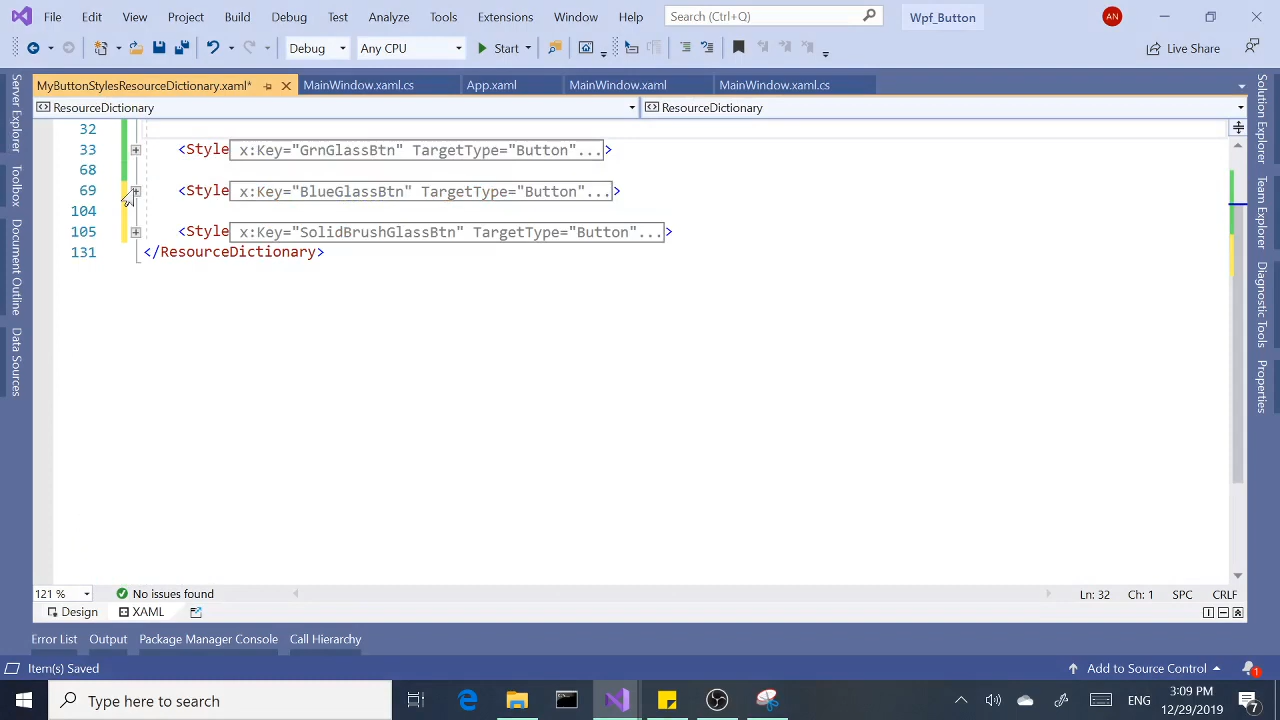 File Edit View Project Build Debug Test Analyze Tools Extensions Window Help Search (Ctrl+Q) Wpf_Button AN
Debug Any CPU Start Live Share
MyButtonStylesResourceDictionary.xaml* MainWindow.xaml.cs App.xaml MainWindow.xaml MainWindow.xaml.cs
ResourceDictionary ResourceDictionary
32
33 <Style x:Key="GrnGlassBtn" TargetType="Button"...>
68
69 <Style x:Key="BlueGlassBtn" TargetType="Button"...>
104
105 <Style x:Key="SolidBrushGlassBtn" TargetType="Button"...>
131 </ResourceDictionary>
Server Explorer
Toolbox
Document Outline
Data Sources
Solution Explorer
Team Explorer
Diagnostic Tools
Properties
121 % No issues found Ln: 32 Ch: 1 SPC CRLF
Design XAML
Error List Output Package Manager Console Call Hierarchy
Item(s) Saved Add to Source Control 1
Type here to search ENG 3:09 PM
12/29/2019 7